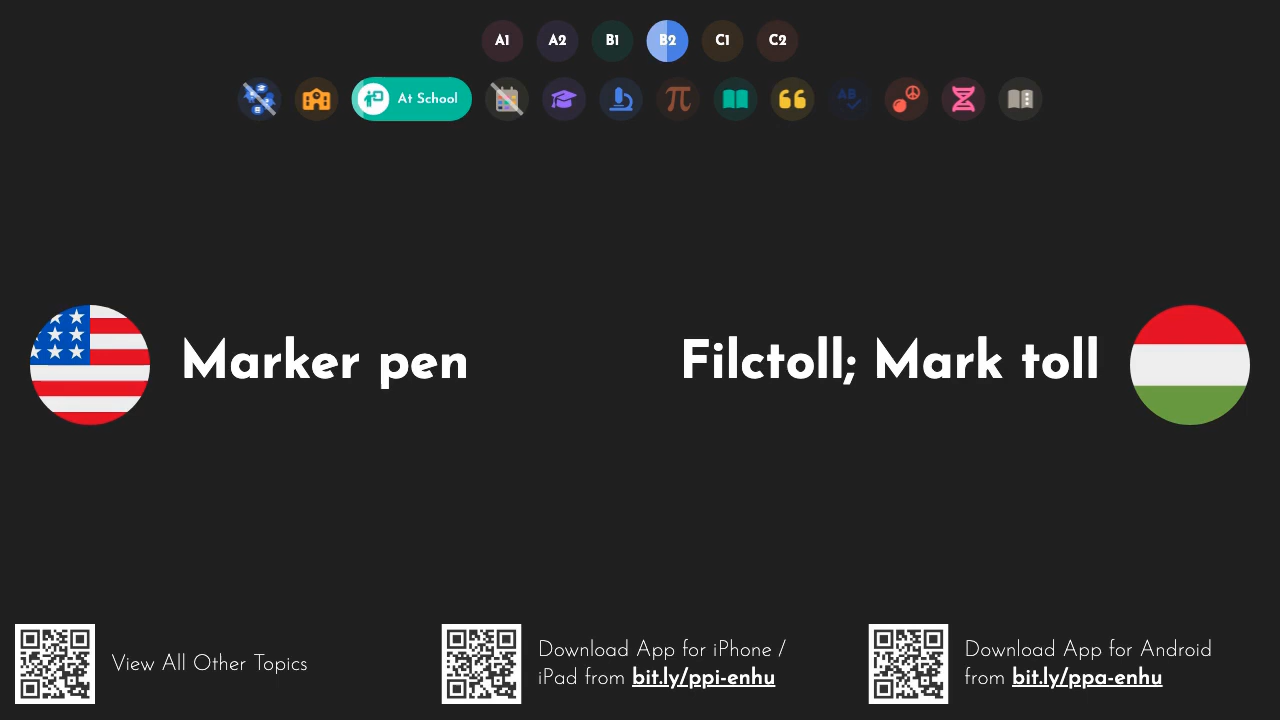 A1 A2 B1 B2 C1 C2
At School
Marker pen
Filctoll; Mark toll
View All Other Topics
Download App for iPhone /
iPad from bit.ly/ppi-enhu
Download App for Android
from bit.ly/ppa-enhu